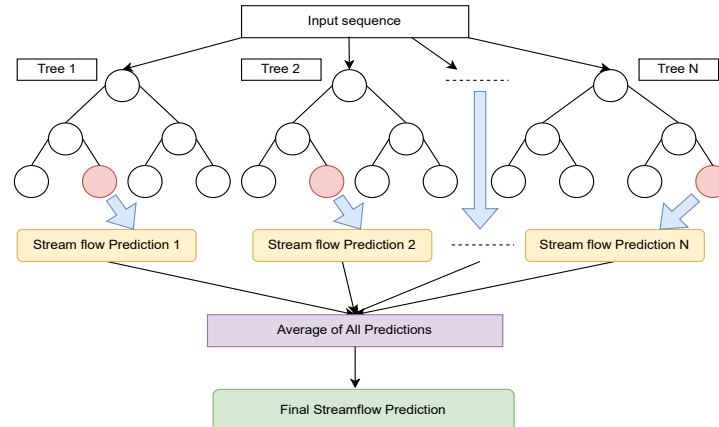 Input sequence
Tree 1
Tree 2
Tree N
Stream flow Prediction 1
Stream flow Prediction 2
Stream flow Prediction N
Average of All Predictions
Final Streamflow Prediction